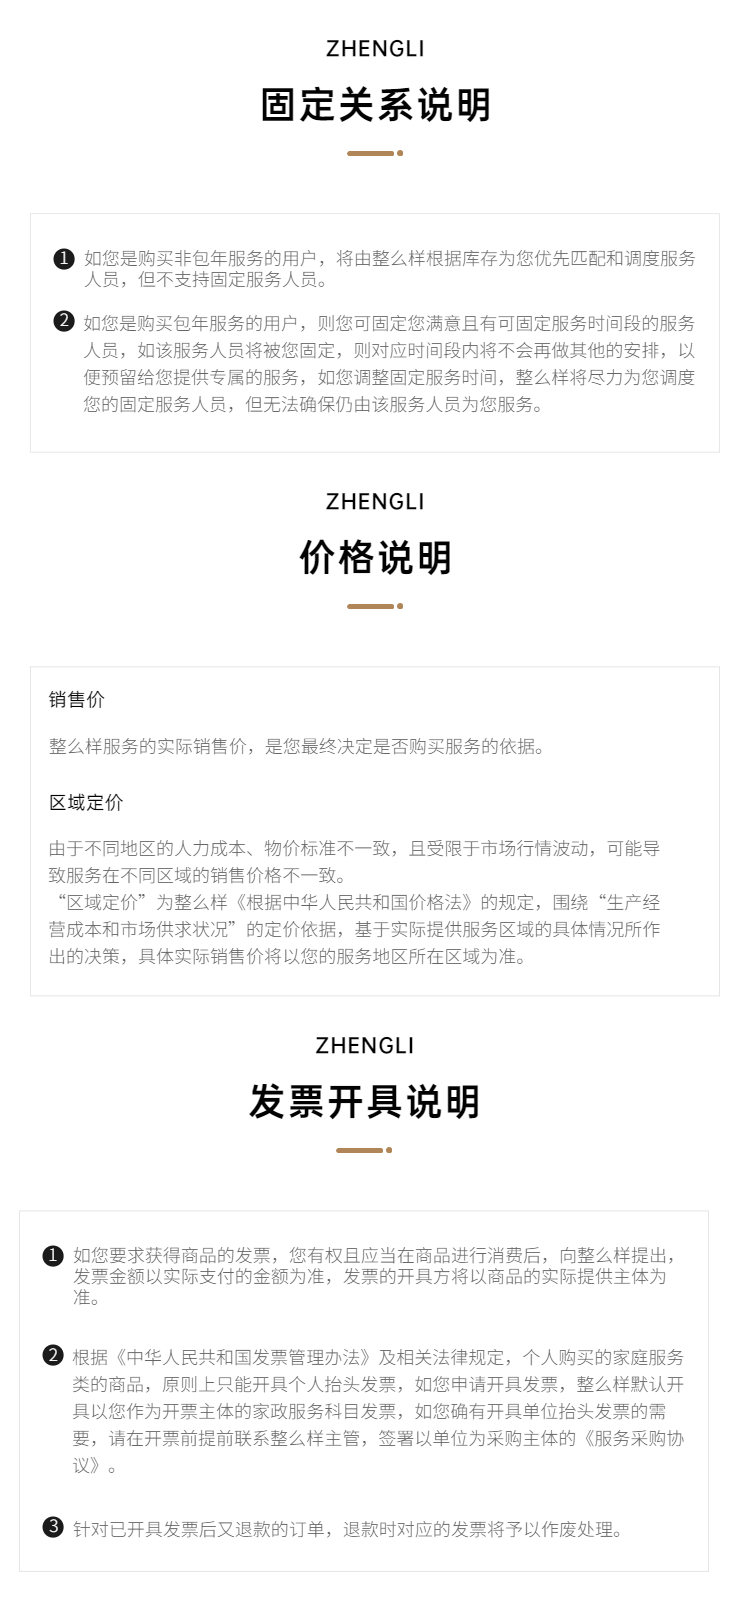 ZHENGLI
固定关系说明
1 如您是购买非包年服务的用户，将由整么样根据库存为您优先匹配和调度服务
人员，但不支持固定服务人员。
2 如您是购买包年服务的用户，则您可固定您满意且有可固定服务时间段的服务
人员，如该服务人员将被您固定，则对应时间段内将不会再做其他的安排，以
便预留给您提供专属的服务，如您调整固定服务时间，整么样将尽力为您调度
您的固定服务人员，但无法确保仍由该服务人员为您服务。
ZHENGLI
价格说明
销售价
整么样服务的实际销售价，是您最终决定是否购买服务的依据。
区域定价
由于不同地区的人力成本、物价标准不一致，且受限于市场行情波动，可能导
致服务在不同区域的销售价格不一致。
“区域定价”为整么样《根据中华人民共和国价格法》的规定，围绕“生产经
营成本和市场供求状况”的定价依据，基于实际提供服务区域的具体情况所作
出的决策，具体实际销售价将以您的服务地区所在区域为准。
ZHENGLI
发票开具说明
1 如您要求获得商品的发票，您有权且应当在商品进行消费后，向整么样提出，
发票金额以实际支付的金额为准，发票的开具方将以商品的实际提供主体为
准。
2 根据《中华人民共和国发票管理办法》及相关法律规定，个人购买的家庭服务
类的商品，原则上只能开具个人抬头发票，如您申请开具发票，整么样默认开
具以您作为开票主体的家政服务科目发票，如您确有开具单位抬头发票的需
要，请在开票前提前联系整么样主管，签署以单位为采购主体的《服务采购协
议》。
3 针对已开具发票后又退款的订单，退款时对应的发票将予以作废处理。